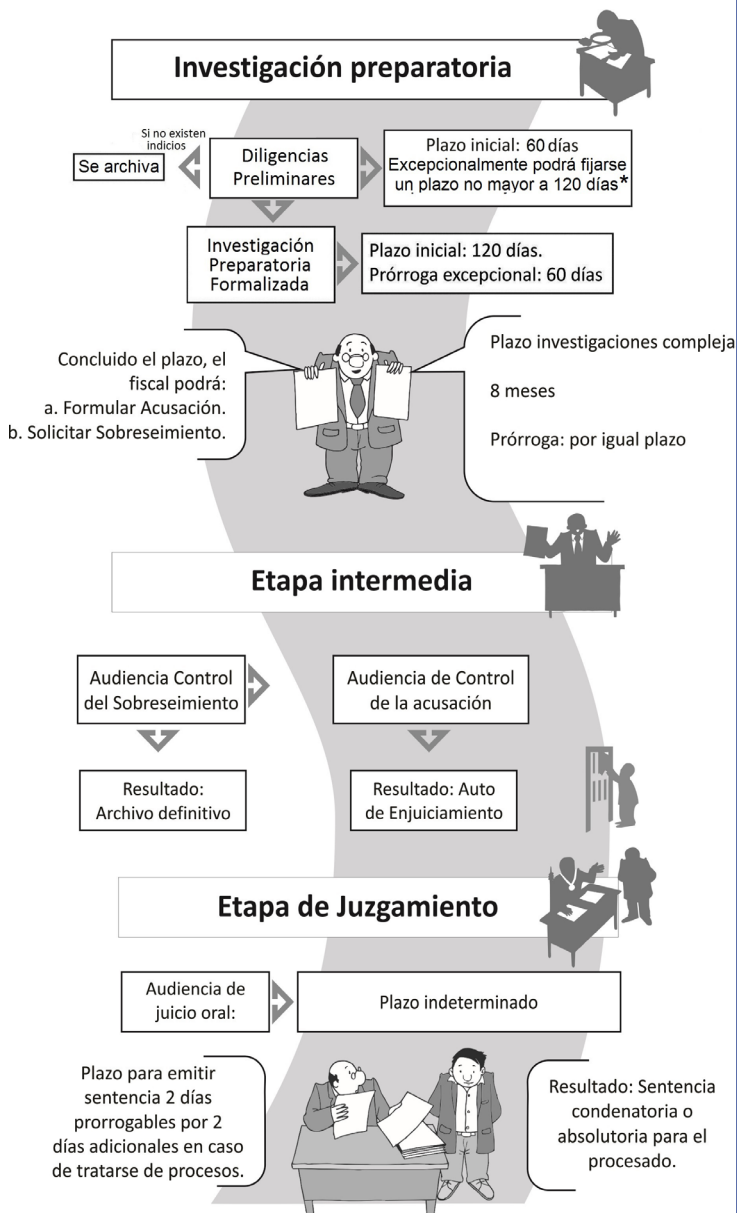 Investigación preparatoria
Si no existen
indicios
Se archiva
Diligencias
Preliminares
Plazo inicial: 60 días
Excepcionalmente podrá fijarse
un plazo no mayor a 120 días*
Investigación
Preparatoria
Formalizada
Plazo inicial: 120 días.
Prórroga excepcional: 60 días
Concluido el plazo, el
fiscal podrá:
a. Formular Acusación.
b. Solicitar Sobreseimiento.
Plazo investigaciones compleja
8 meses
Prórroga: por igual plazo
Etapa intermedia
Audiencia Control
del Sobreseimiento
Audiencia de Control
de la acusación
Resultado:
Archivo definitivo
Resultado: Auto
de Enjuiciamiento
Etapa de Juzgamiento
Audiencia de
juicio oral:
Plazo indeterminado
Plazo para emitir
sentencia 2 días
prorrogables por 2
días adicionales en caso
de tratarse de procesos.
Resultado: Sentencia
condenatoria o
absolutoria para el
procesado.